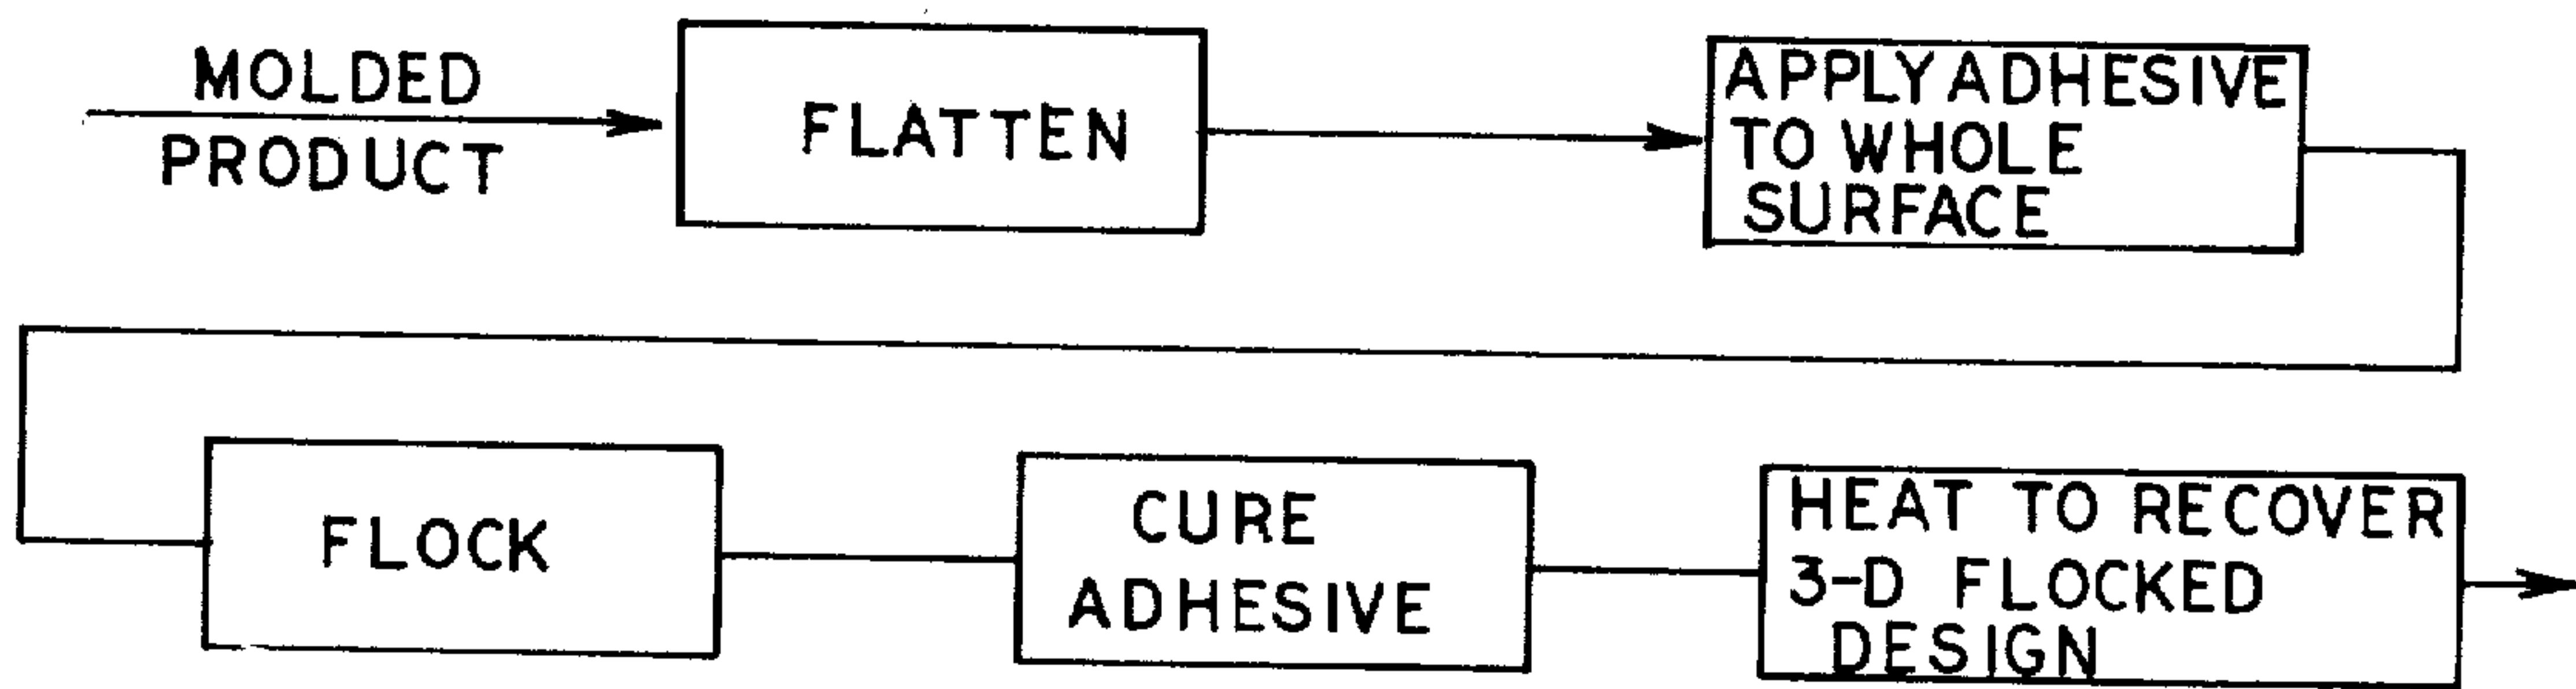 MOLDED
PRODUCT
FLATTEN
APPLY ADHESIVE
TO WHOLE
SURFACE
FLOCK
CURE
ADHESIVE
HEAT TO RECOVER
3-D FLOCKED
DESIGN